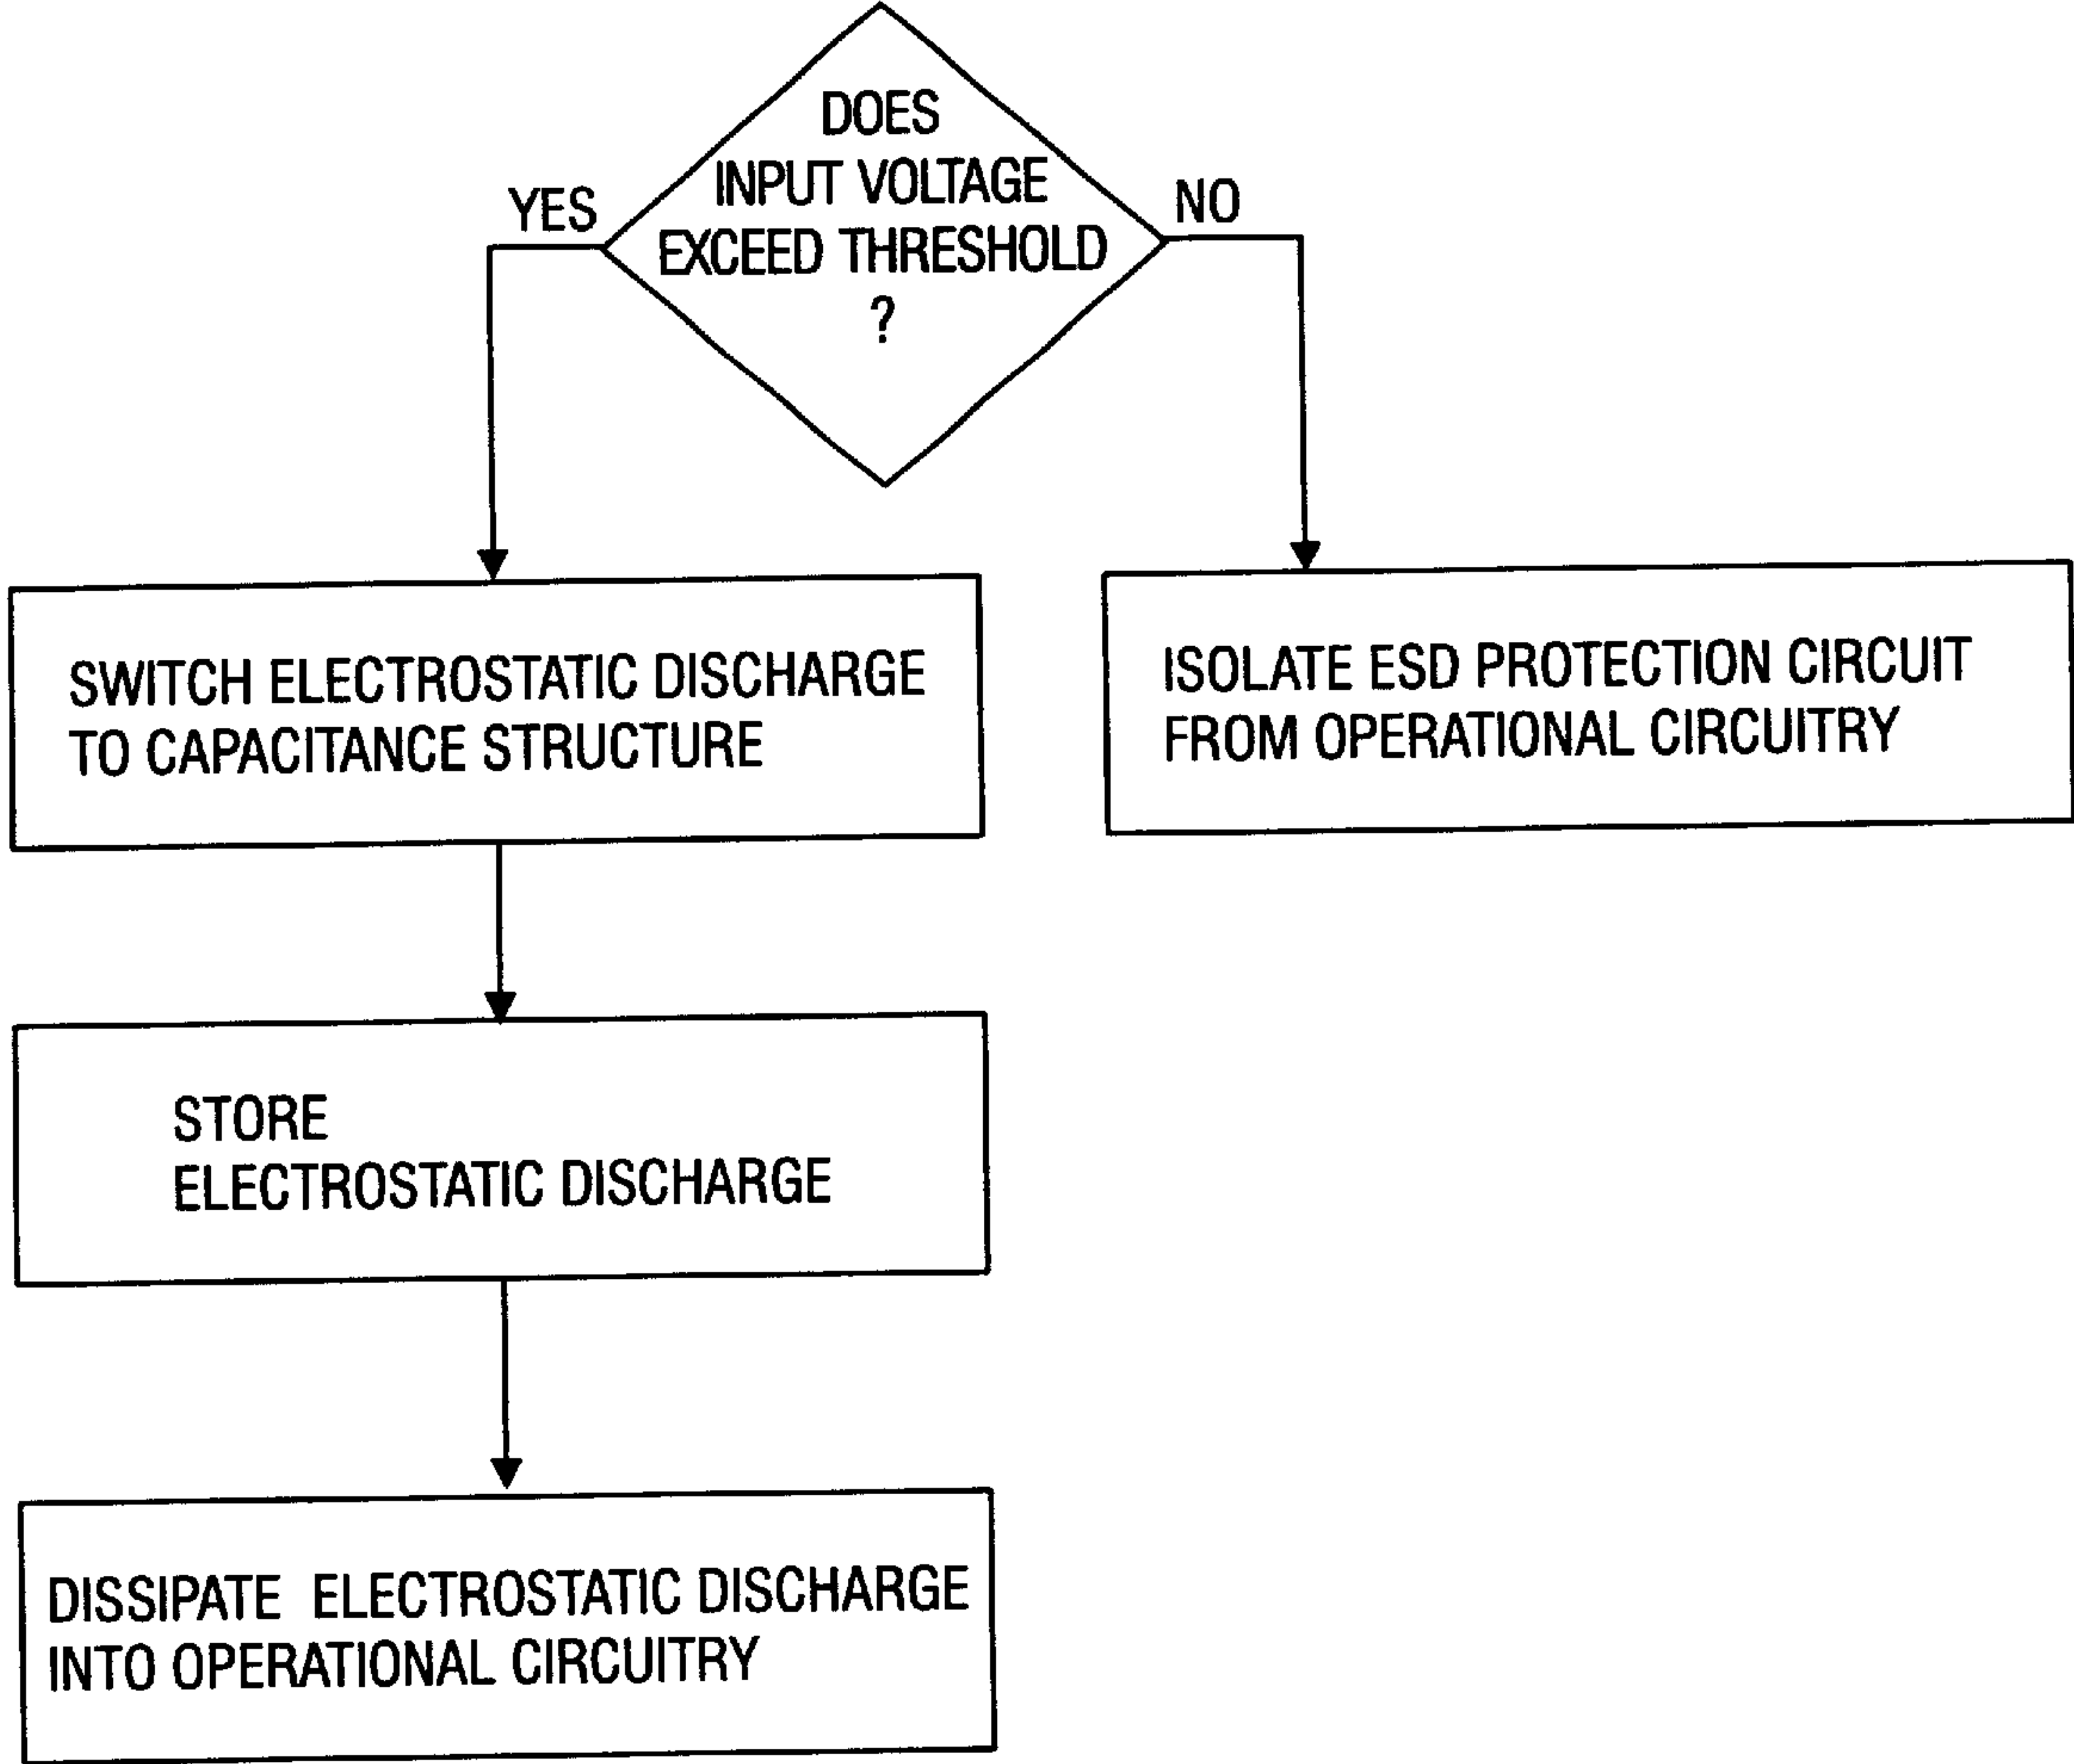 DOES
INPUT VOLTAGE
EXCEED THRESHOLD
?
YES
NO
SWITCH ELECTROSTATIC DISCHARGE
TO CAPACITANCE STRUCTURE
ISOLATE ESD PROTECTION CIRCUIT
FROM OPERATIONAL CIRCUITRY
STORE
ELECTROSTATIC DISCHARGE
DISSIPATE ELECTROSTATIC DISCHARGE
INTO OPERATIONAL CIRCUITRY